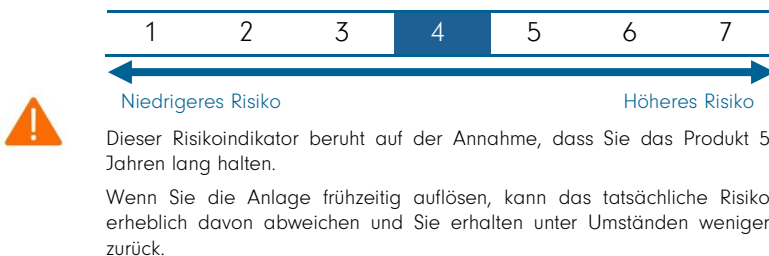 1 2 3 4 5 6 7
Niedrigeres Risiko Höheres Risiko
Dieser Risikoindikator beruht auf der Annahme, dass Sie das Produkt 5
Jahren lang halten.
Wenn Sie die Anlage frühzeitig auflösen, kann das tatsächliche Risiko
erheblich davon abweichen und Sie erhalten unter Umständen weniger
zurück.